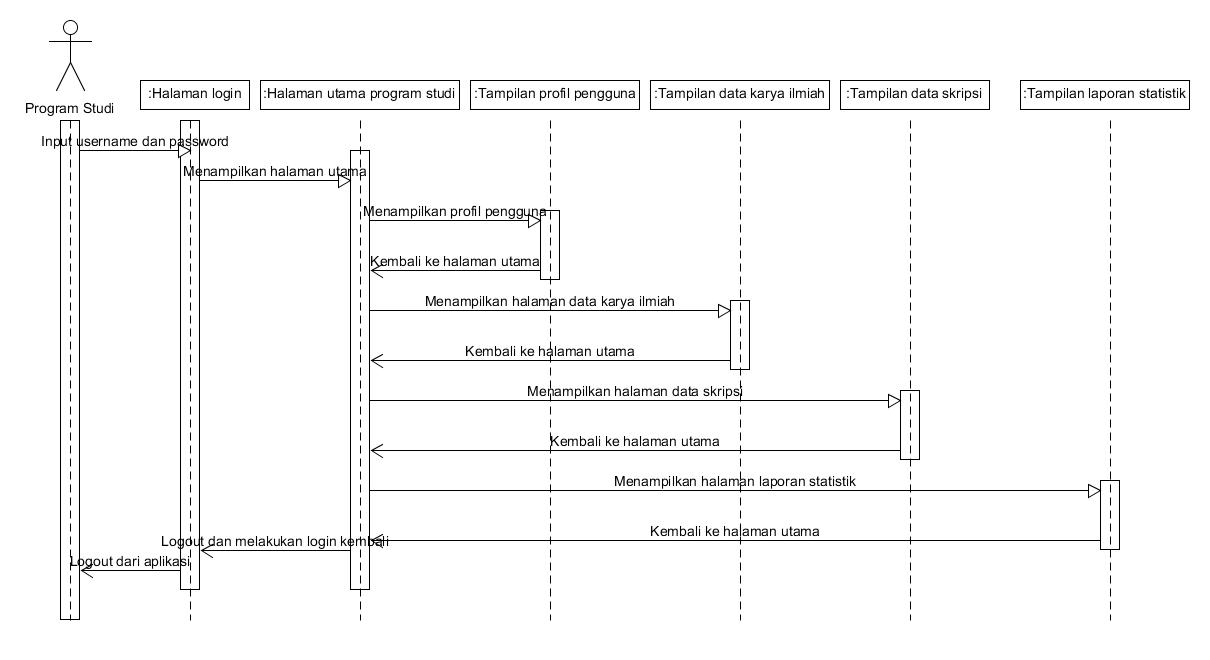 Program Studi
:Halaman login
:Halaman utama program studi
:Tampilan profil pengguna
:Tampilan data karya ilmiah
:Tampilan data skripsi
:Tampilan laporan statistik
Input username dan password
Menampilkan halaman utama
Menampilkan profil pengguna
Kembali ke halaman utama
Menampilkan halaman data karya ilmiah
Kembali ke halaman utama
Menampilkan halaman data skripsi
Kembali ke halaman utama
Menampilkan halaman laporan statistik
Kembali ke halaman utama
Logout dan melakukan login kembali
Logout dari aplikasi